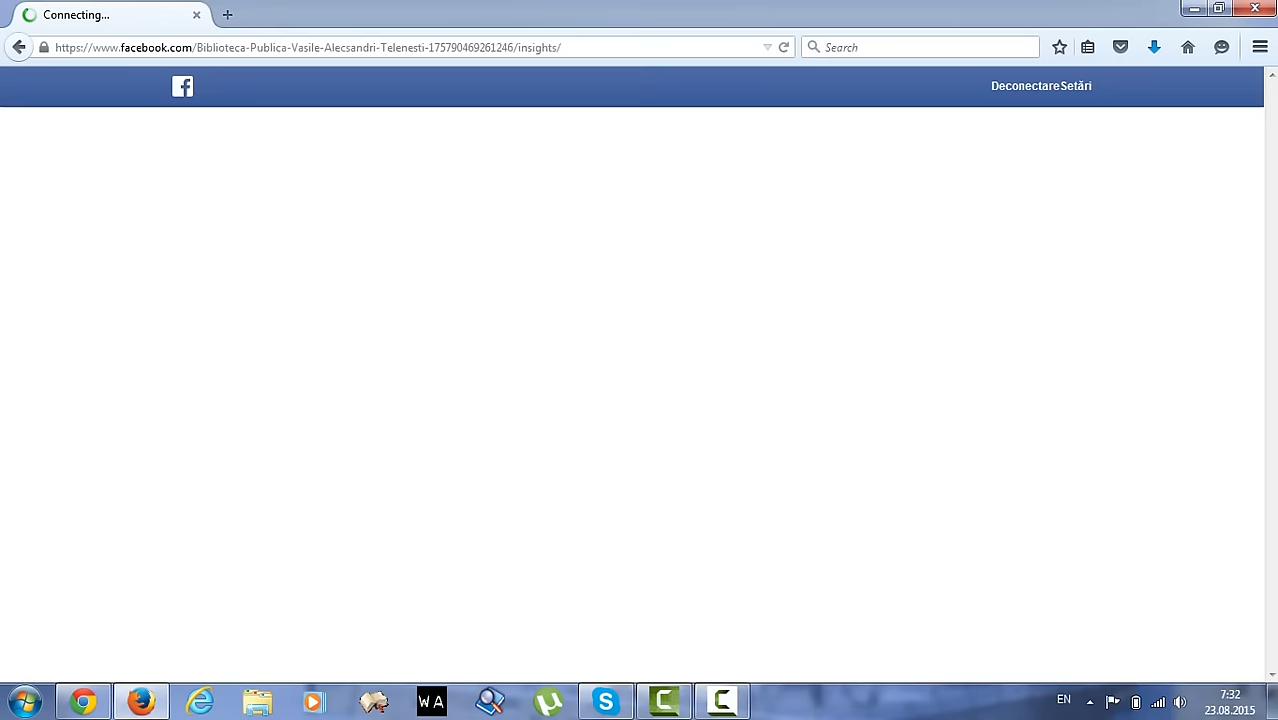 Connecting...
https://www.facebook.com/Biblioteca-Publica-Vasile-Alecsandri-Telenesti-175790469261246/insights/
Search
DeconectareSetări
W A
EN
7:32
23.08.2015